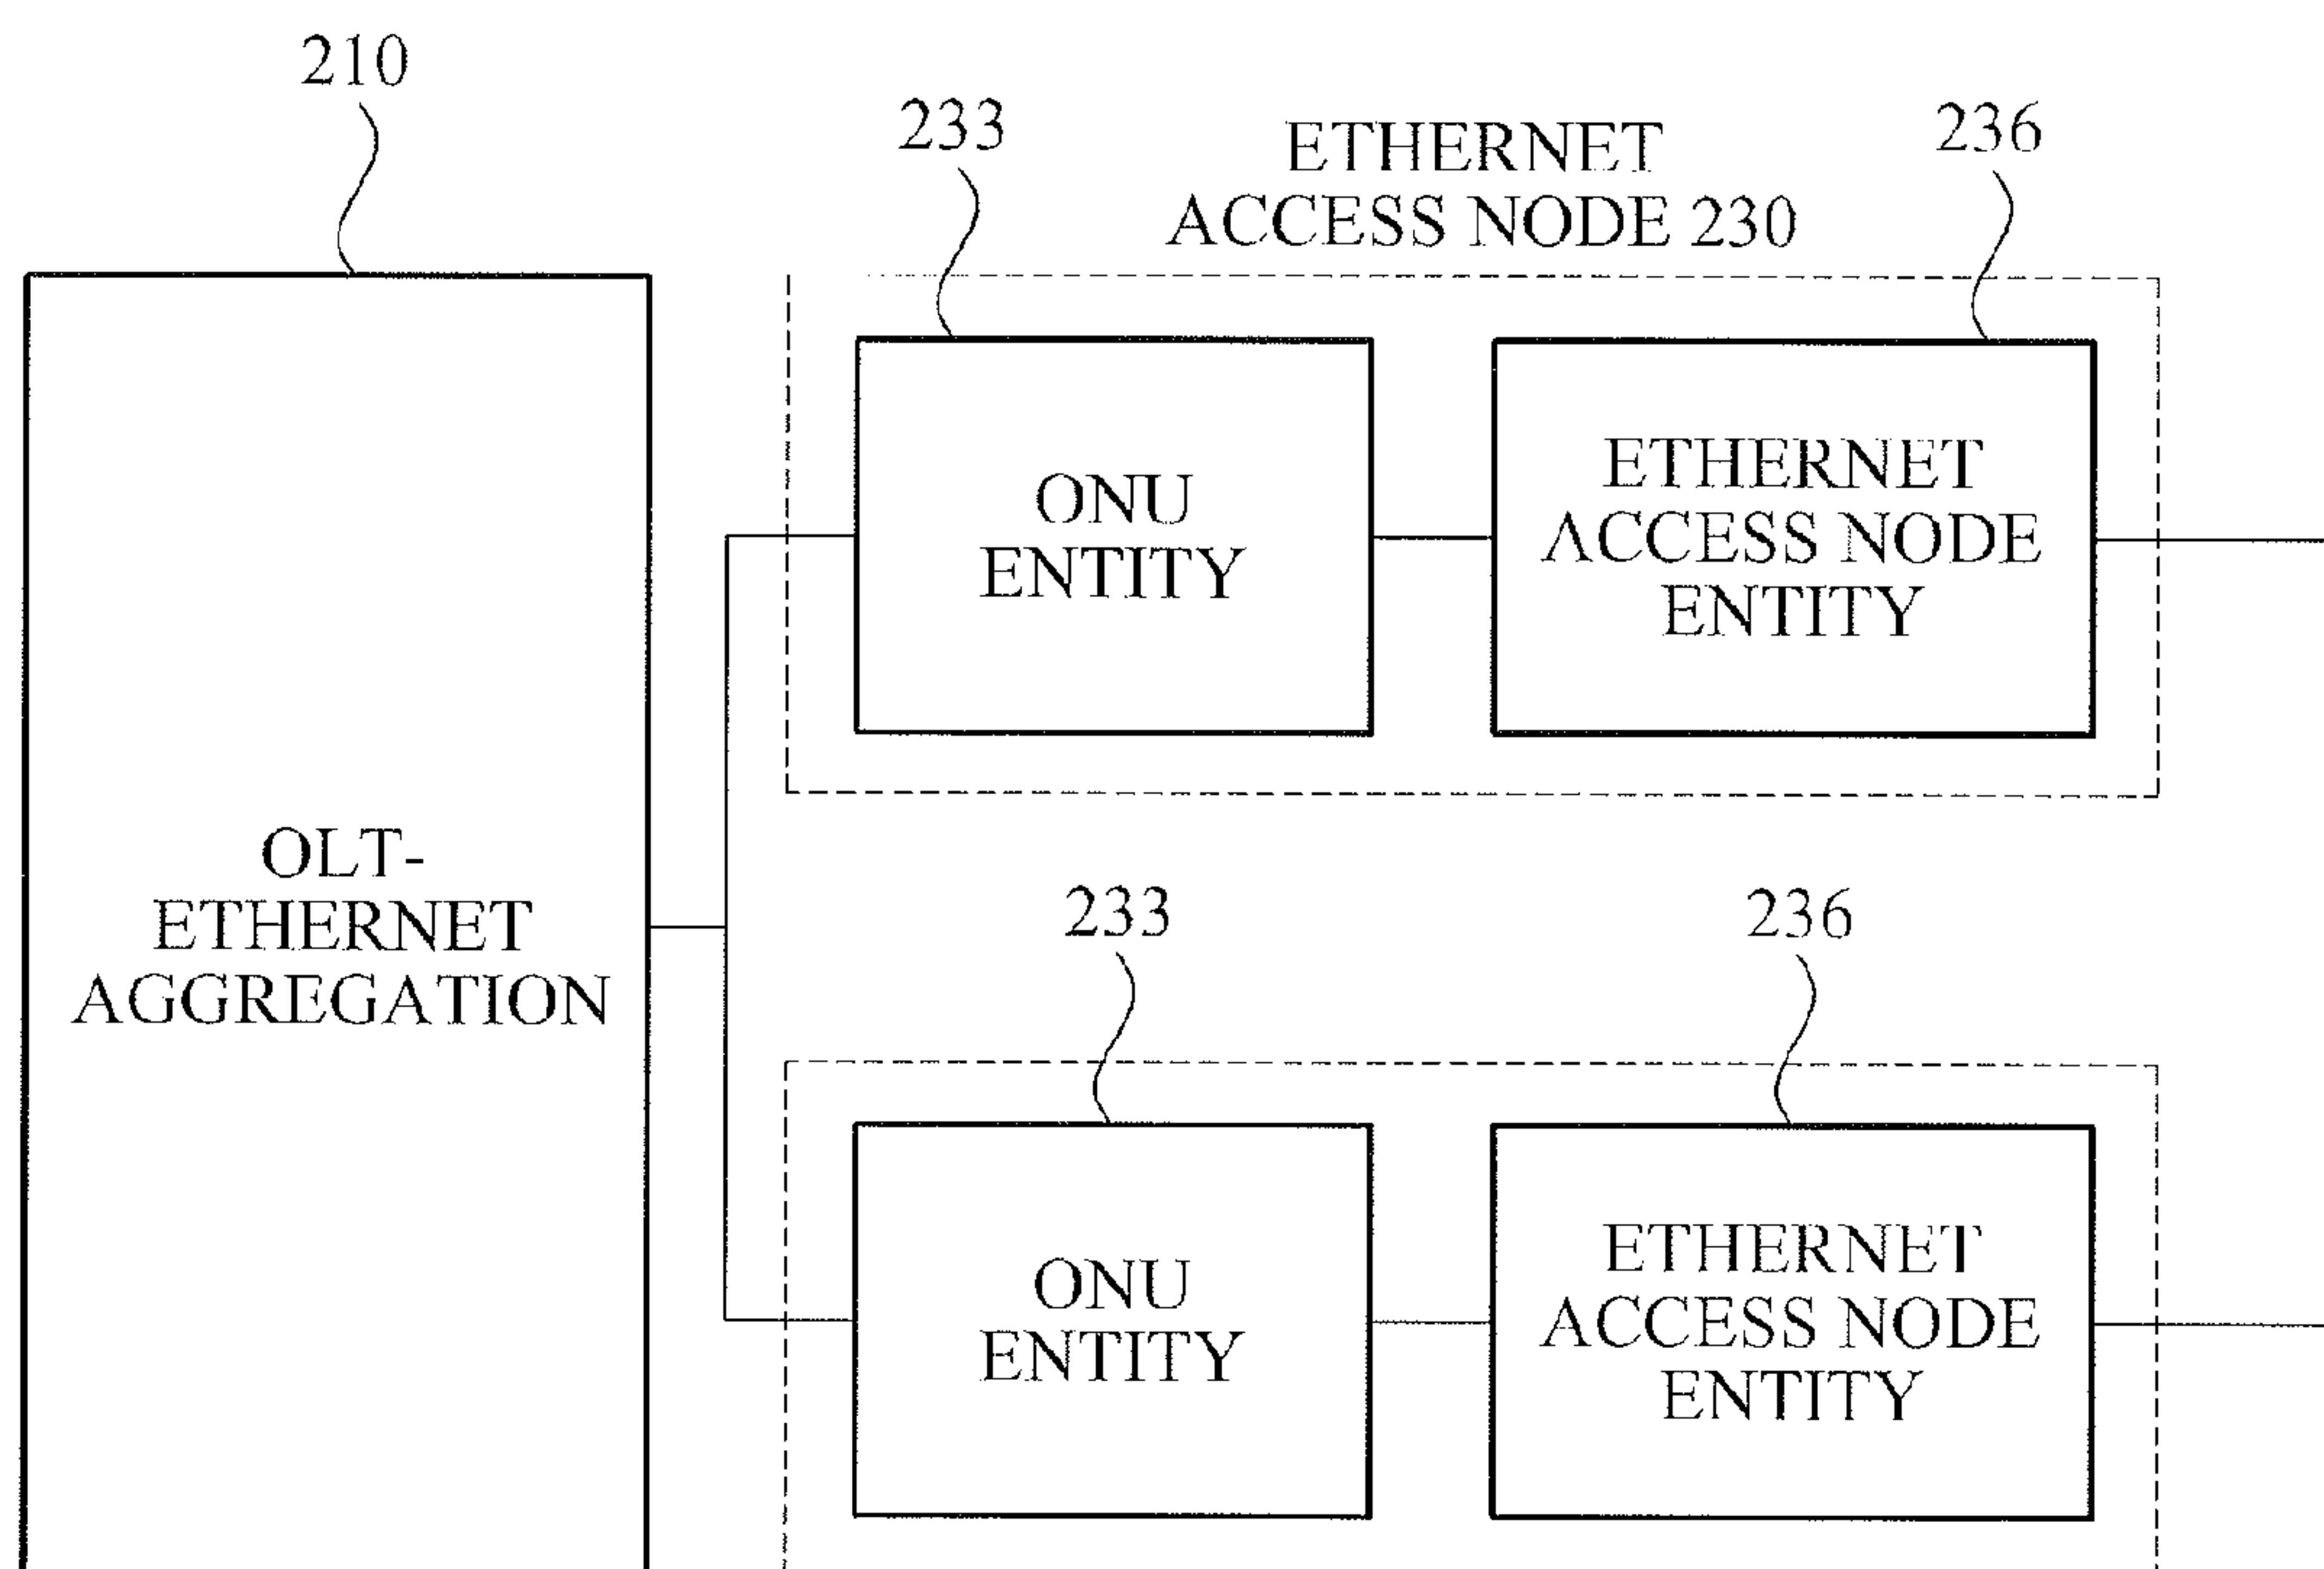 210
233
ETHERNET
ACCESS NODE 230
236
ONU
ENTITY
ETHERNET
ACCESS NODE
ENTITY
OLT-
ETHERNET
AGGREGATION
233
236
ONU
ENTITY
ETHERNET
ACCESS NODE
ENTITY